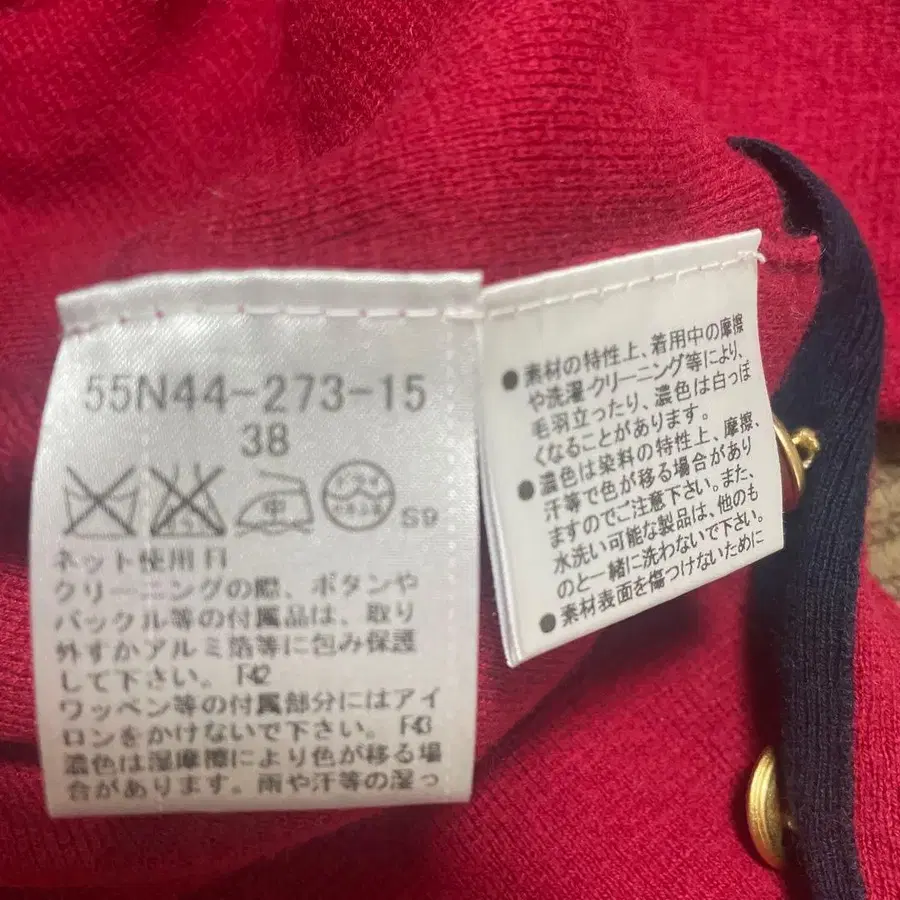 55N44-273-15
38
中
ドライ
セキユ系
S9
ネット使用 F1
クリーニングの際、ボタンや
バックル等の付属品は、取り
外すかアルミ箔等に包み保護
して下さい。 F42
ワッペン等の付属部分にはアイ
ロンをかけないで下さい。 F43
濃色は湿摩擦により色が移る場
合があります。雨や汗等の湿っ
●素材の特性上、着用中の摩擦
や洗濯クリーニング等により、
毛羽立ったり、濃色は白っぽ
くなることがあります。
●濃色は染料の特性上、摩擦、
汗等で色が移る場合があり
ますのでご注意下さい。また、
水洗い可能な製品は、他のも
のと一緒に洗わないで下さい。
●素材表面を傷つけないために